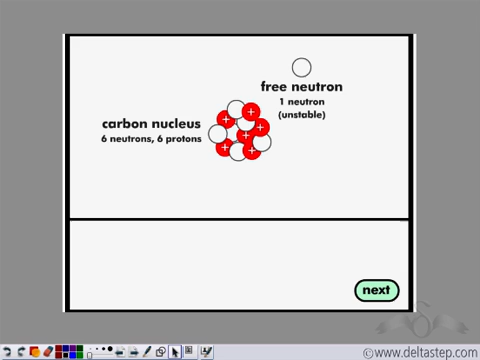 free neutron
1 neutron
(unstable)
carbon nucleus
6 neutrons, 6 protons
+
+
+
+
+
+
next
©www.deltastep.com